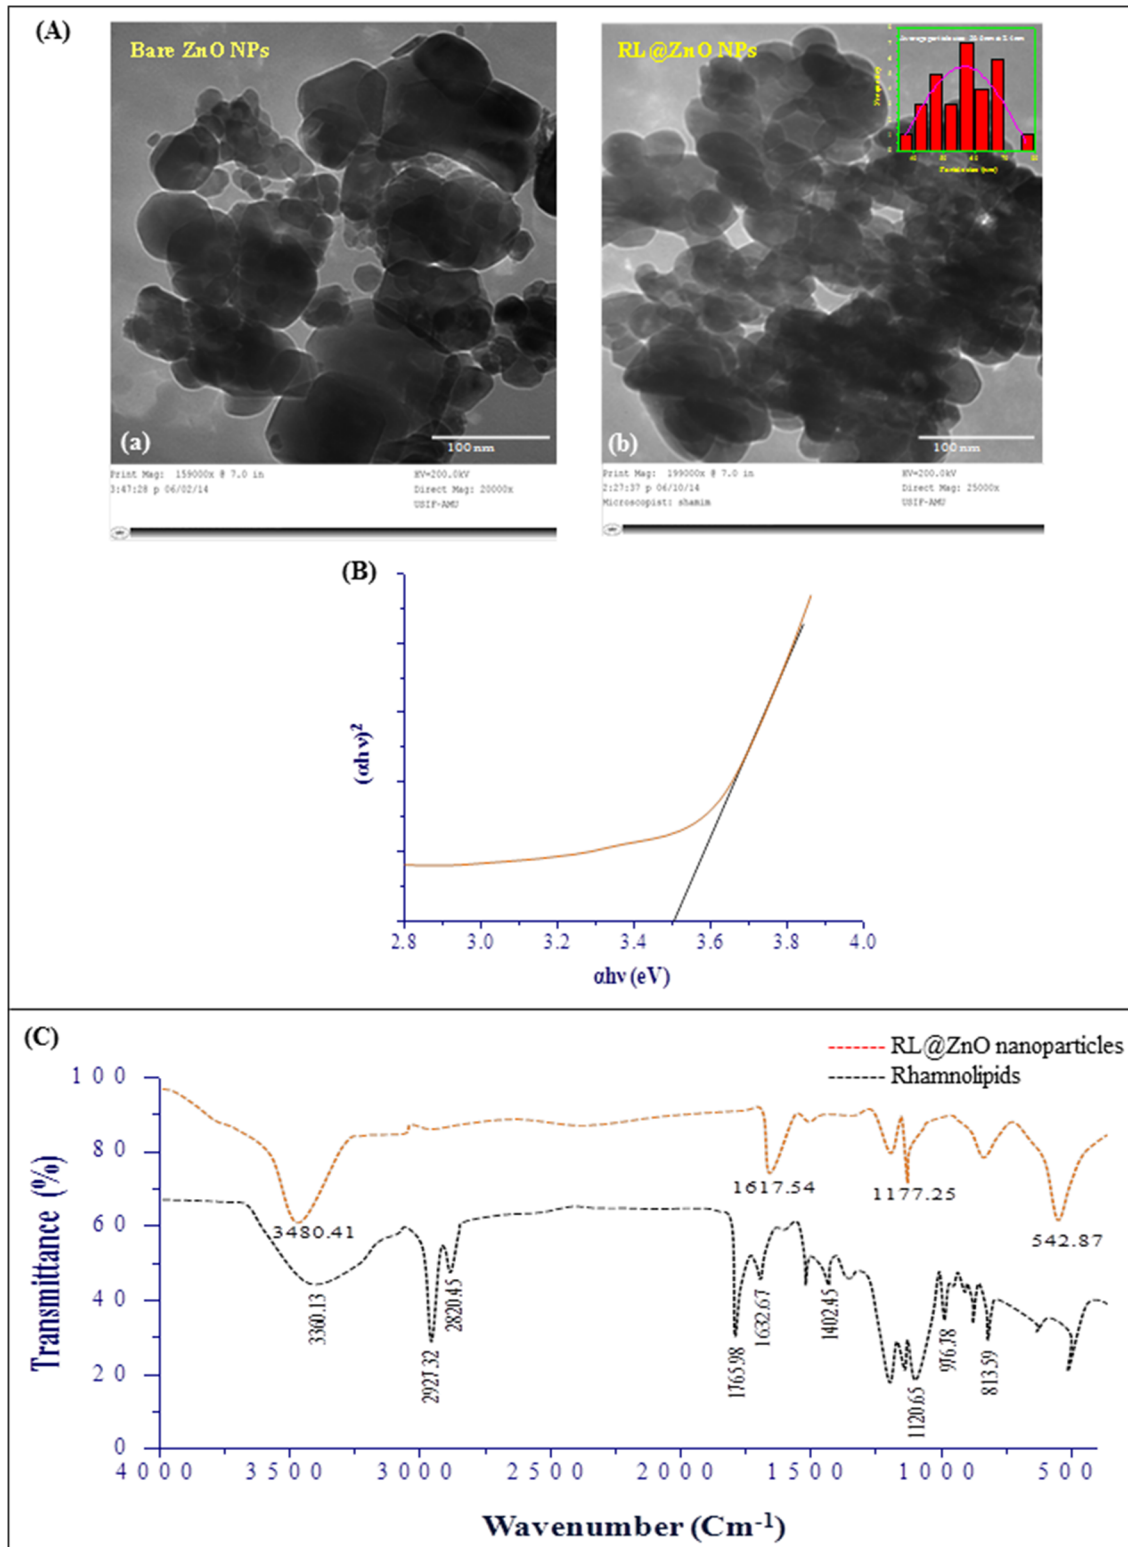 (A)
Bare ZnO NPs
(a)
100 nm
Print Mag: 159000x @ 7.0 in
3:47:28 p 06/02/14
HV=200.0kV
Direct Mag: 20000x
USIF-AMU
RL@ZnO NPs
Frequency
Particle size (nm)
(b)
100 nm
Print Mag: 199000x @ 7.0 in
2:27:37 p 06/10/14
Microscopist: shamim
HV=200.0kV
Direct Mag: 25000x
USIF-AMU
(B)
(αhν)²
2.8 3.0 3.2 3.4 3.6 3.8 4.0
αhν (eV)
(C)
RL@ZnO nanoparticles
Rhamnolipids
Transmittance (%)
100
80
60
40
20
0
3480.41
1617.54
1177.25
542.87
3360.13
2927.32
2820.45
1765.98
1632.67
1402.45
1120.65
976.78
813.59
4000 3500 3000 2500 2000 1500 1000 500
Wavenumber (Cm⁻¹)